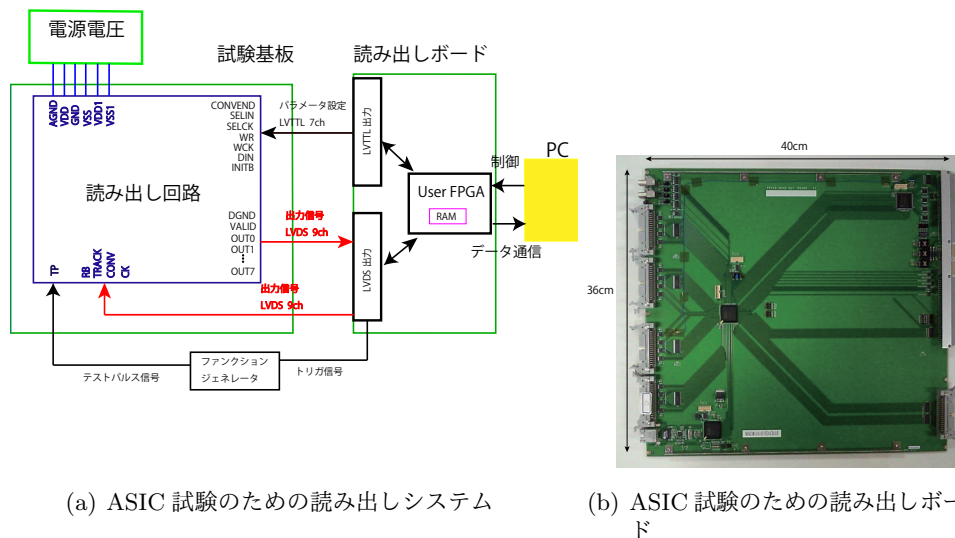 電源電圧
試験基板
読み出しボード
AGND
VDD
GND
VSS
VDD1
VSS1
CONVEND
SELIN
SELCK
WR
WCK
DIN
INITB
パラメータ設定
LVTTL 7ch
LVTTL 出力
読み出し回路
User FPGA
RAM
制御
PC
データ通信
DGND
VALID
OUT0
OUT1
OUT7
出力信号
LVDS 9ch
LVDS 出力
TP
RB
TRACK
CONV
CK
出力信号
LVDS 9ch
ファンクション
ジェネレータ
テストパルス信号
トリガ信号
40cm
36cm
(a) ASIC 試験のための読み出しシステム
(b) ASIC 試験のための読み出しボー
ド